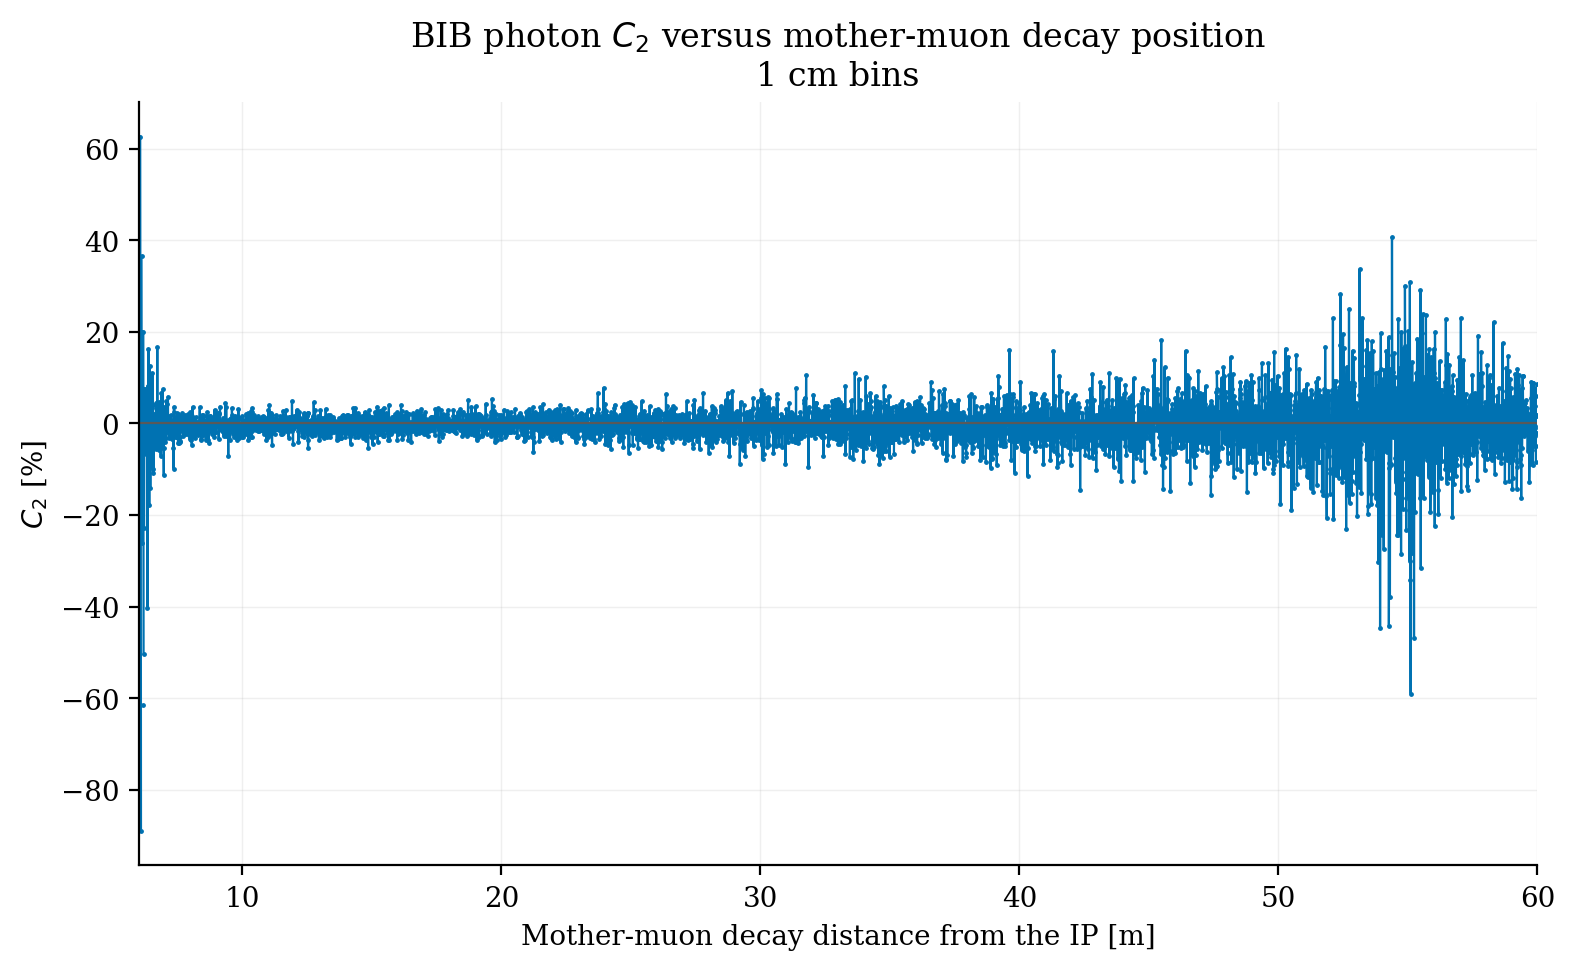 BIB photon C₂ versus mother-muon decay position
1 cm bins
C₂ [%]
60
40
20
0
−20
−40
−60
−80
10 20 30 40 50 60
Mother-muon decay distance from the IP [m]